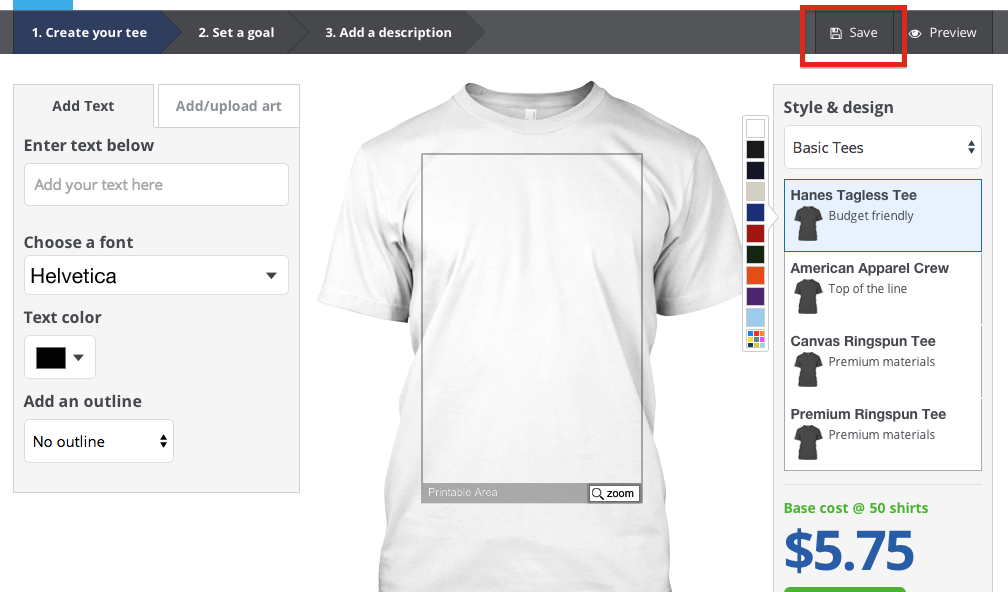 1. Create your tee
2. Set a goal
3. Add a description
Save
Preview
Add Text
Add/upload art
Enter text below
Add your text here
Choose a font
Helvetica
Text color
Add an outline
No outline
Printable Area
zoom
Style & design
Basic Tees
Hanes Tagless Tee
Budget friendly
American Apparel Crew
Top of the line
Canvas Ringspun Tee
Premium materials
Premium Ringspun Tee
Premium materials
Base cost @ 50 shirts
$5.75